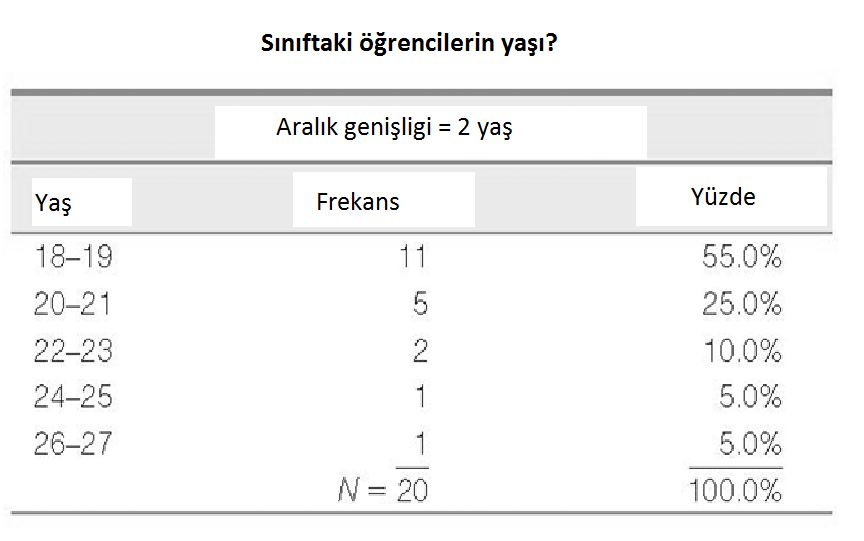 Sınıftaki öğrencilerin yaşı?
Aralık genişligi = 2 yaş
Yaş Frekans Yüzde
18–19 11 55.0%
20–21 5 25.0%
22–23 2 10.0%
24–25 1 5.0%
26–27 1 5.0%
N = 20 100.0%